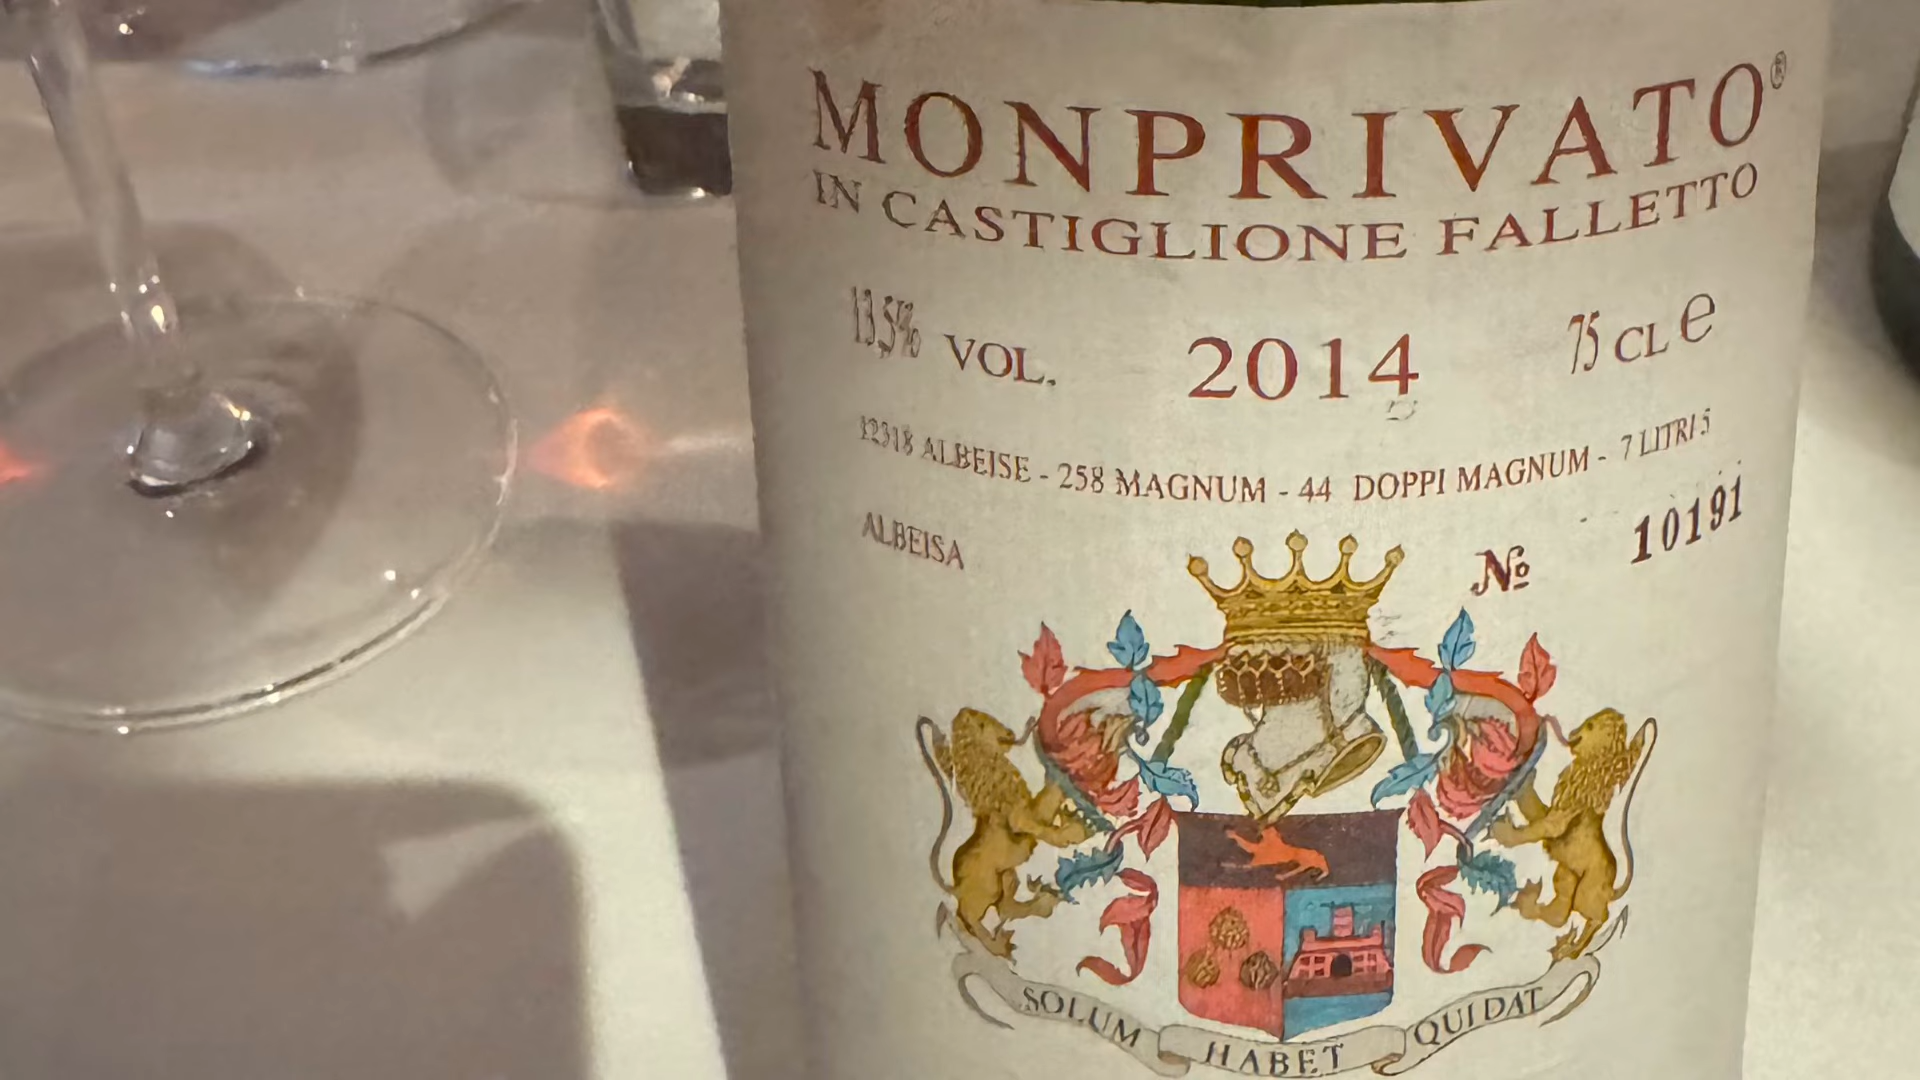 MONPRIVATO®
IN CASTIGLIONE FALLETTO
13,5% VOL. 2014 75 CL e
12318 ALBEISE - 258 MAGNUM - 44 DOPPI MAGNUM - 7 LITRI 5
ALBEISA
No 10191
SOLUM HABET QUI DAT